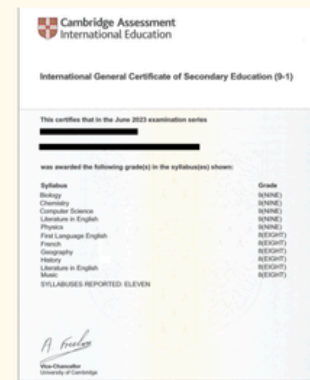 Cambridge Assessment
International Education
International General Certificate of Secondary Education (9-1)
This certifies that in the June 2023 examination series
was awarded the following grade(s) in the syllabus(es) shown:
Syllabus Grade
Biology 9(NINE)
Chemistry 9(NINE)
Computer Science 9(NINE)
Literature in English 9(NINE)
Physics 9(NINE)
First Language English 8(EIGHT)
French 8(EIGHT)
Geography 8(EIGHT)
History 8(EIGHT)
Literature in English 8(EIGHT)
Music 8(EIGHT)
SYLLABUSES REPORTED: ELEVEN
A Freeling
Vice-Chancellor
University of Cambridge